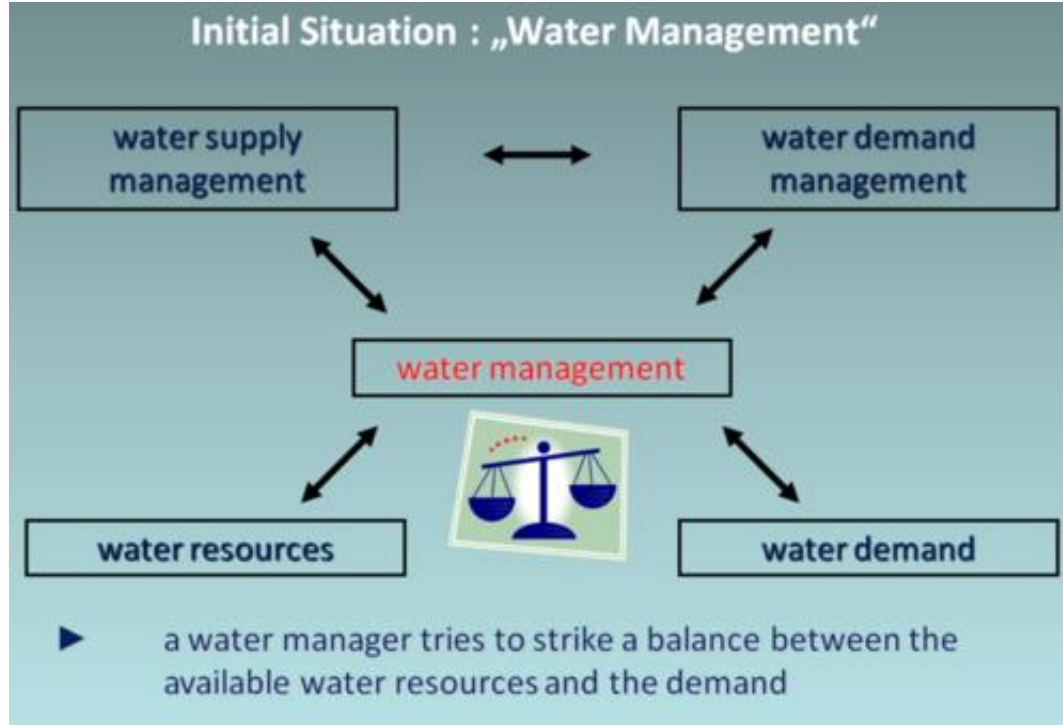 Initial Situation : „Water Management“
water supply
management
water demand
management
water management
water resources
water demand
► a water manager tries to strike a balance between the
available water resources and the demand